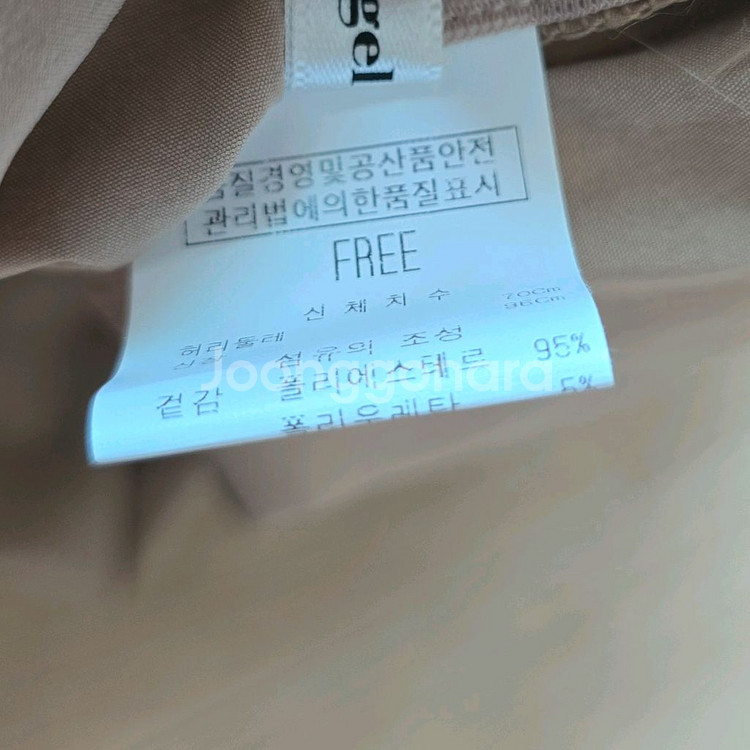 gel
품질경영및공산품안전
관리법에의한품질표시
FREE
신 체 치 수
허리둘레 70cm
96cm
섬유의 조성
겉감 폴리에스테르 95%
폴리우레탄 5%
Joonggonara